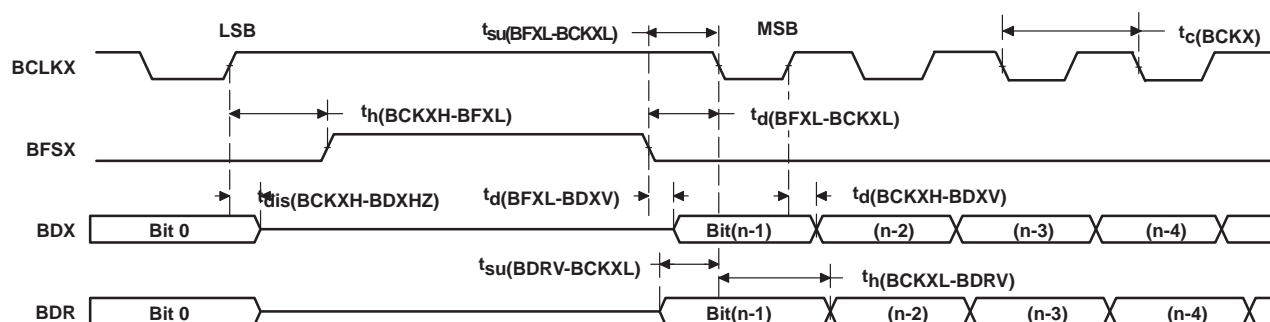 LSB
tsu(BFXL-BCKXL)
MSB
tc(BCKX)
BCLKX
th(BCKXH-BFXL)
td(BFXL-BCKXL)
BFSX
tdis(BCKXH-BDXHZ)
td(BFXL-BDXV)
td(BCKXH-BDXV)
BDX
Bit 0
Bit(n-1)
(n-2)
(n-3)
(n-4)
tsu(BDRV-BCKXL)
th(BCKXL-BDRV)
BDR
Bit 0
Bit(n-1)
(n-2)
(n-3)
(n-4)